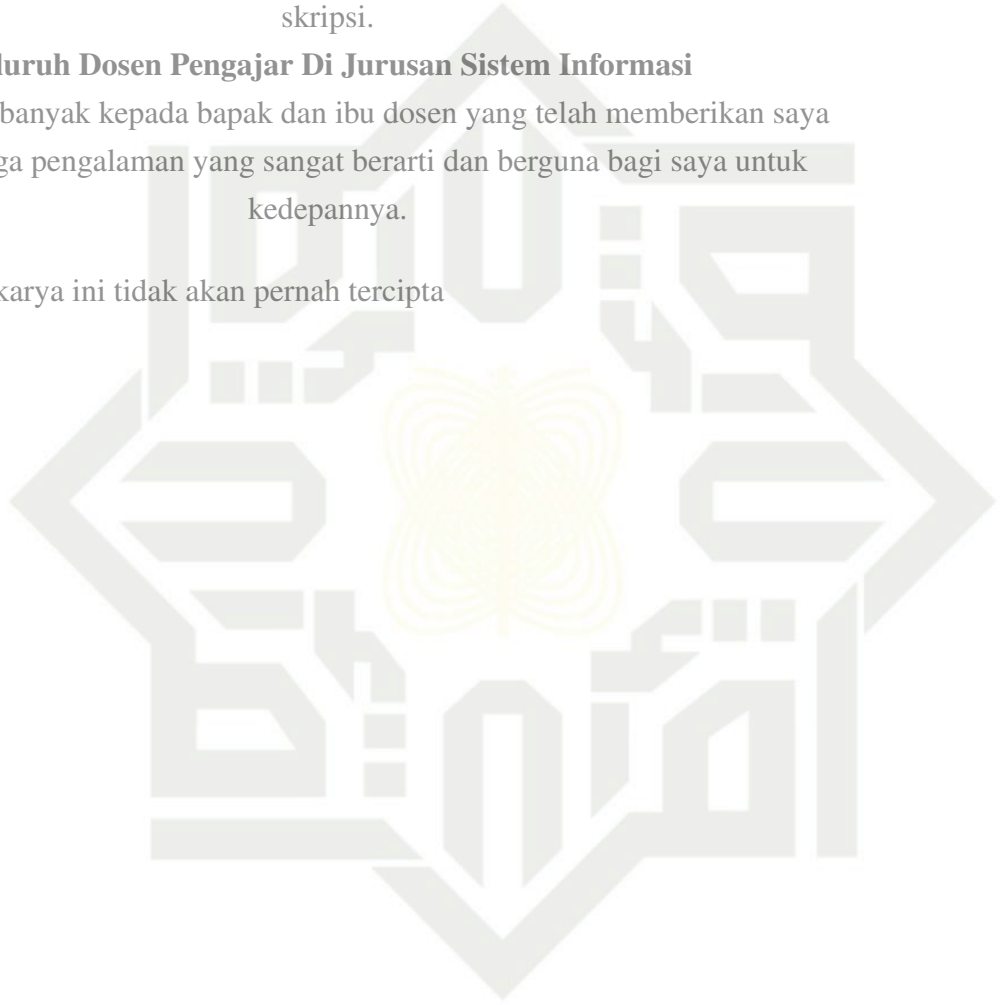 skripsi.
luruh Dosen Pengajar Di Jurusan Sistem Informasi
banyak kepada bapak dan ibu dosen yang telah memberikan saya
ga pengalaman yang sangat berarti dan berguna bagi saya untuk
kedepannya.
karya ini tidak akan pernah tercipta